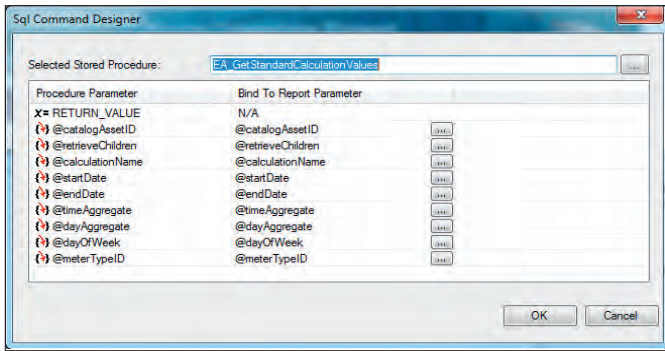 Sql Command Designer
Selected Stored Procedure: EA_GetStandardCalculationValues ...
Procedure Parameter Bind To Report Parameter
X= RETURN_VALUE N/A
{} @catalogAssetID @catalogAssetID ...
{} @retrieveChildren @retrieveChildren ...
{} @calculationName @calculationName ...
{} @startDate @startDate ...
{} @endDate @endDate ...
{} @timeAggregate @timeAggregate ...
{} @dayAggregate @dayAggregate ...
{} @dayOfWeek @dayOfWeek ...
{} @meterTypeID @meterTypeID ...
OK Cancel